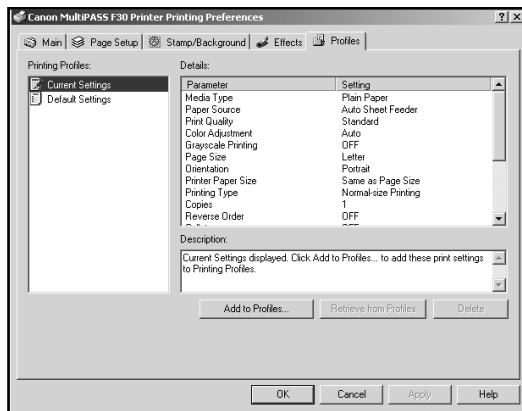 Canon MultiPASS F30 Printer Printing Preferences
Main Page Setup Stamp/Background Effects Profiles
Printing Profiles:
Current Settings
Default Settings
Details:
Parameter Setting
Media Type Plain Paper
Paper Source Auto Sheet Feeder
Print Quality Standard
Color Adjustment Auto
Grayscale Printing OFF
Page Size Letter
Orientation Portrait
Printer Paper Size Same as Page Size
Printing Type Normal-size Printing
Copies 1
Reverse Order OFF
Description:
Current Settings displayed. Click Add to Profiles... to add these print settings
to Printing Profiles.
Add to Profiles... Retrieve from Profiles Delete
OK Cancel Apply Help